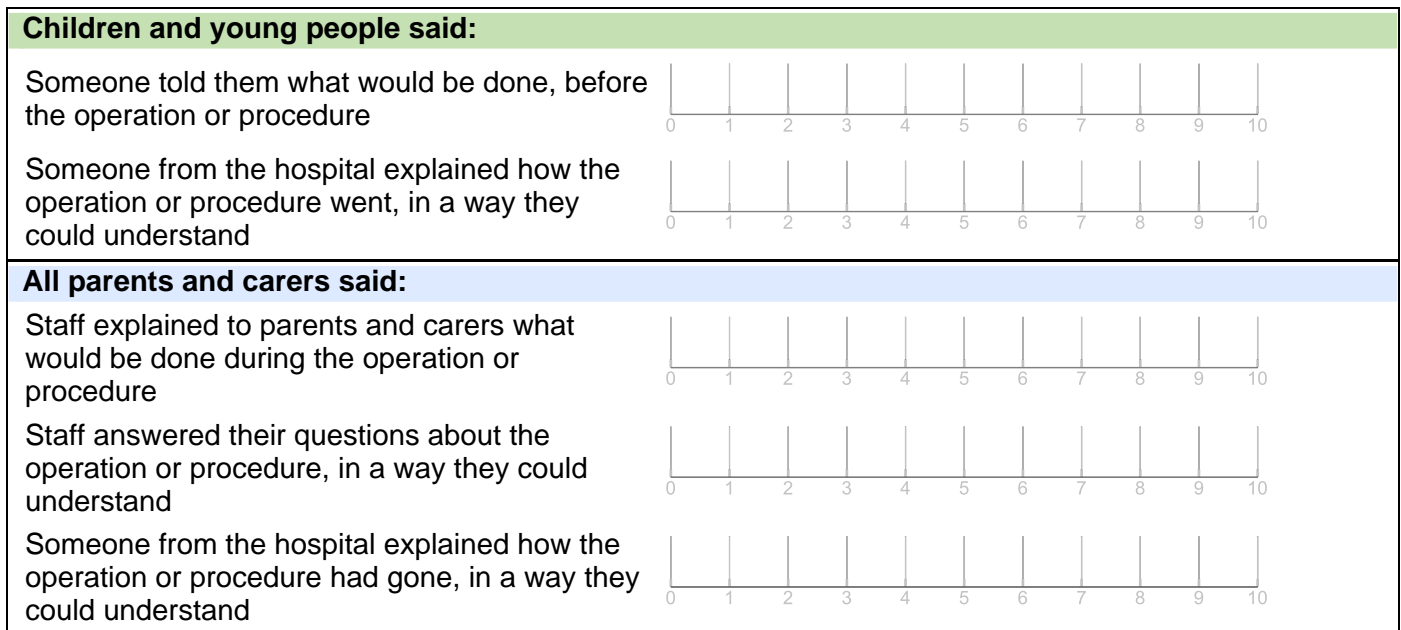 Children and young people said:
Someone told them what would be done, before
the operation or procedure
0 1 2 3 4 5 6 7 8 9 10
Someone from the hospital explained how the
operation or procedure went, in a way they
could understand
0 1 2 3 4 5 6 7 8 9 10
All parents and carers said:
Staff explained to parents and carers what
would be done during the operation or
procedure
0 1 2 3 4 5 6 7 8 9 10
Staff answered their questions about the
operation or procedure, in a way they could
understand
0 1 2 3 4 5 6 7 8 9 10
Someone from the hospital explained how the
operation or procedure had gone, in a way they
could understand
0 1 2 3 4 5 6 7 8 9 10